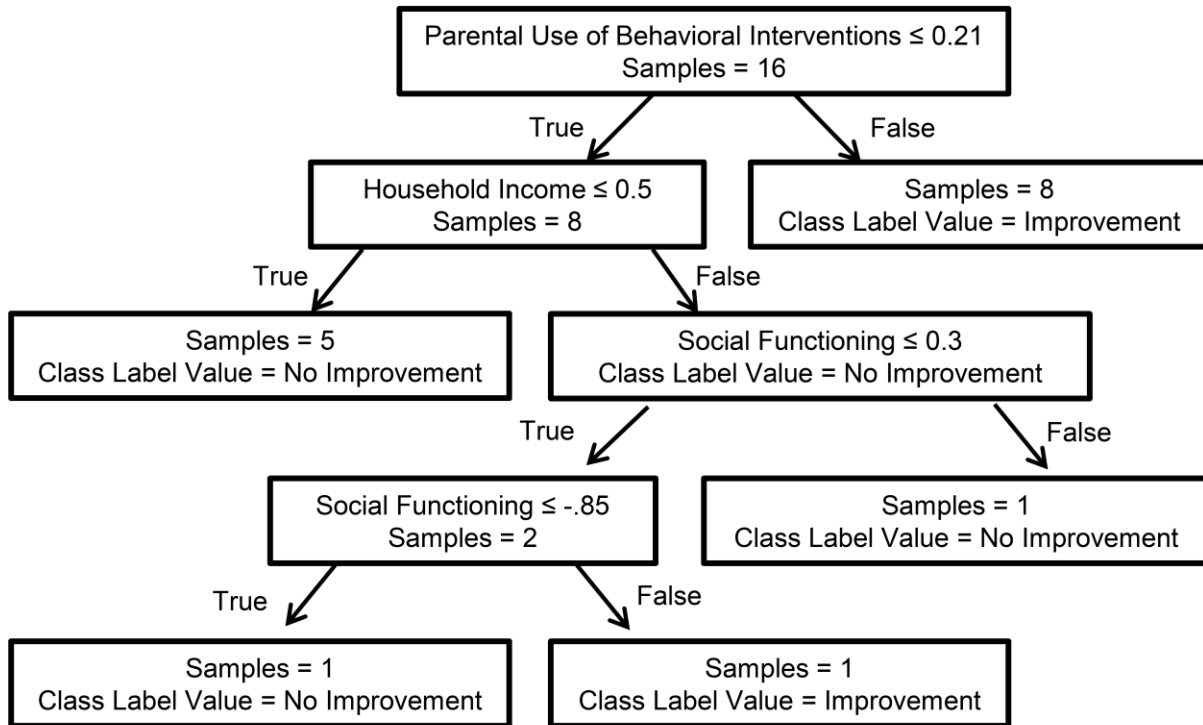 Parental Use of Behavioral Interventions ≤ 0.21
Samples = 16
True
False
Household Income ≤ 0.5
Samples = 8
Samples = 8
Class Label Value = Improvement
True
False
Samples = 5
Class Label Value = No Improvement
Social Functioning ≤ 0.3
Class Label Value = No Improvement
True
False
Social Functioning ≤ -.85
Samples = 2
Samples = 1
Class Label Value = No Improvement
True
False
Samples = 1
Class Label Value = No Improvement
Samples = 1
Class Label Value = Improvement